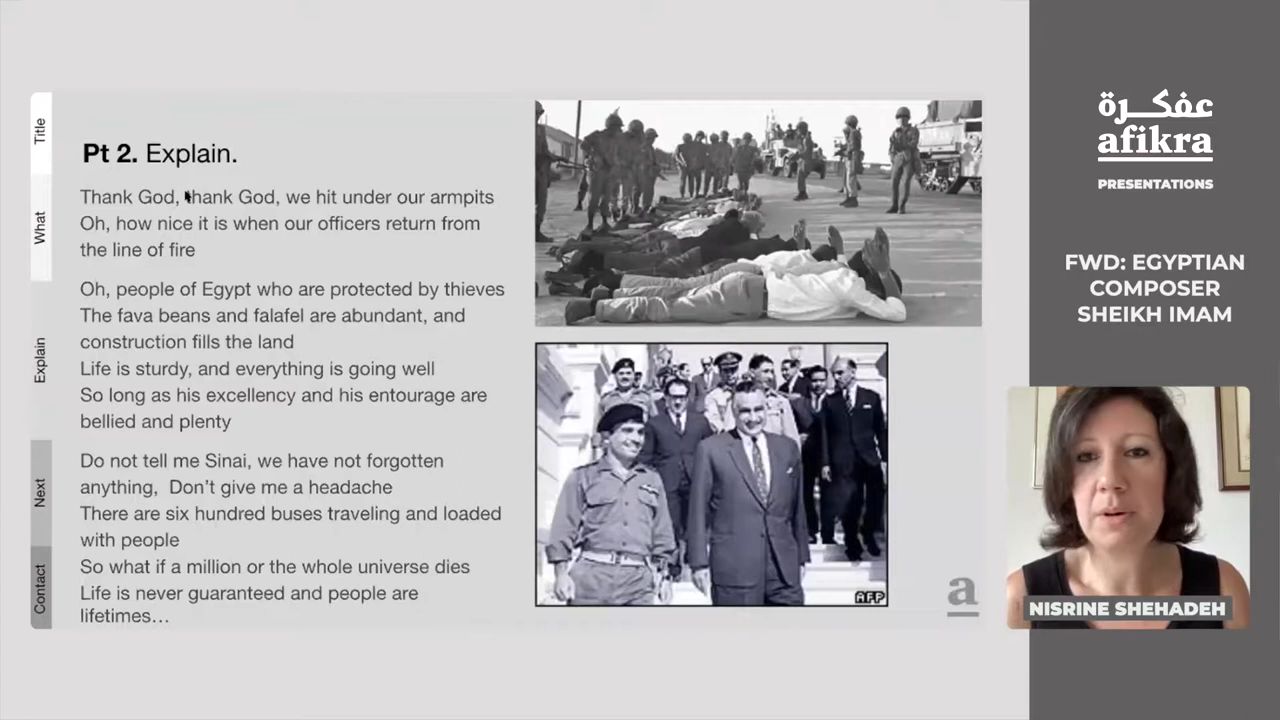 Title
What
Explain
Next
Contact
Pt 2. Explain.
Thank God, thank God, we hit under our armpits
Oh, how nice it is when our officers return from
the line of fire
Oh, people of Egypt who are protected by thieves
The fava beans and falafel are abundant, and
construction fills the land
Life is sturdy, and everything is going well
So long as his excellency and his entourage are
bellied and plenty
Do not tell me Sinai, we have not forgotten
anything,  Don't give me a headache
There are six hundred buses traveling and loaded
with people
So what if a million or the whole universe dies
Life is never guaranteed and people are
lifetimes…
AFP
a
عفكرة
afikra
PRESENTATIONS
FWD: EGYPTIAN
COMPOSER
SHEIKH IMAM
NISRINE SHEHADEH